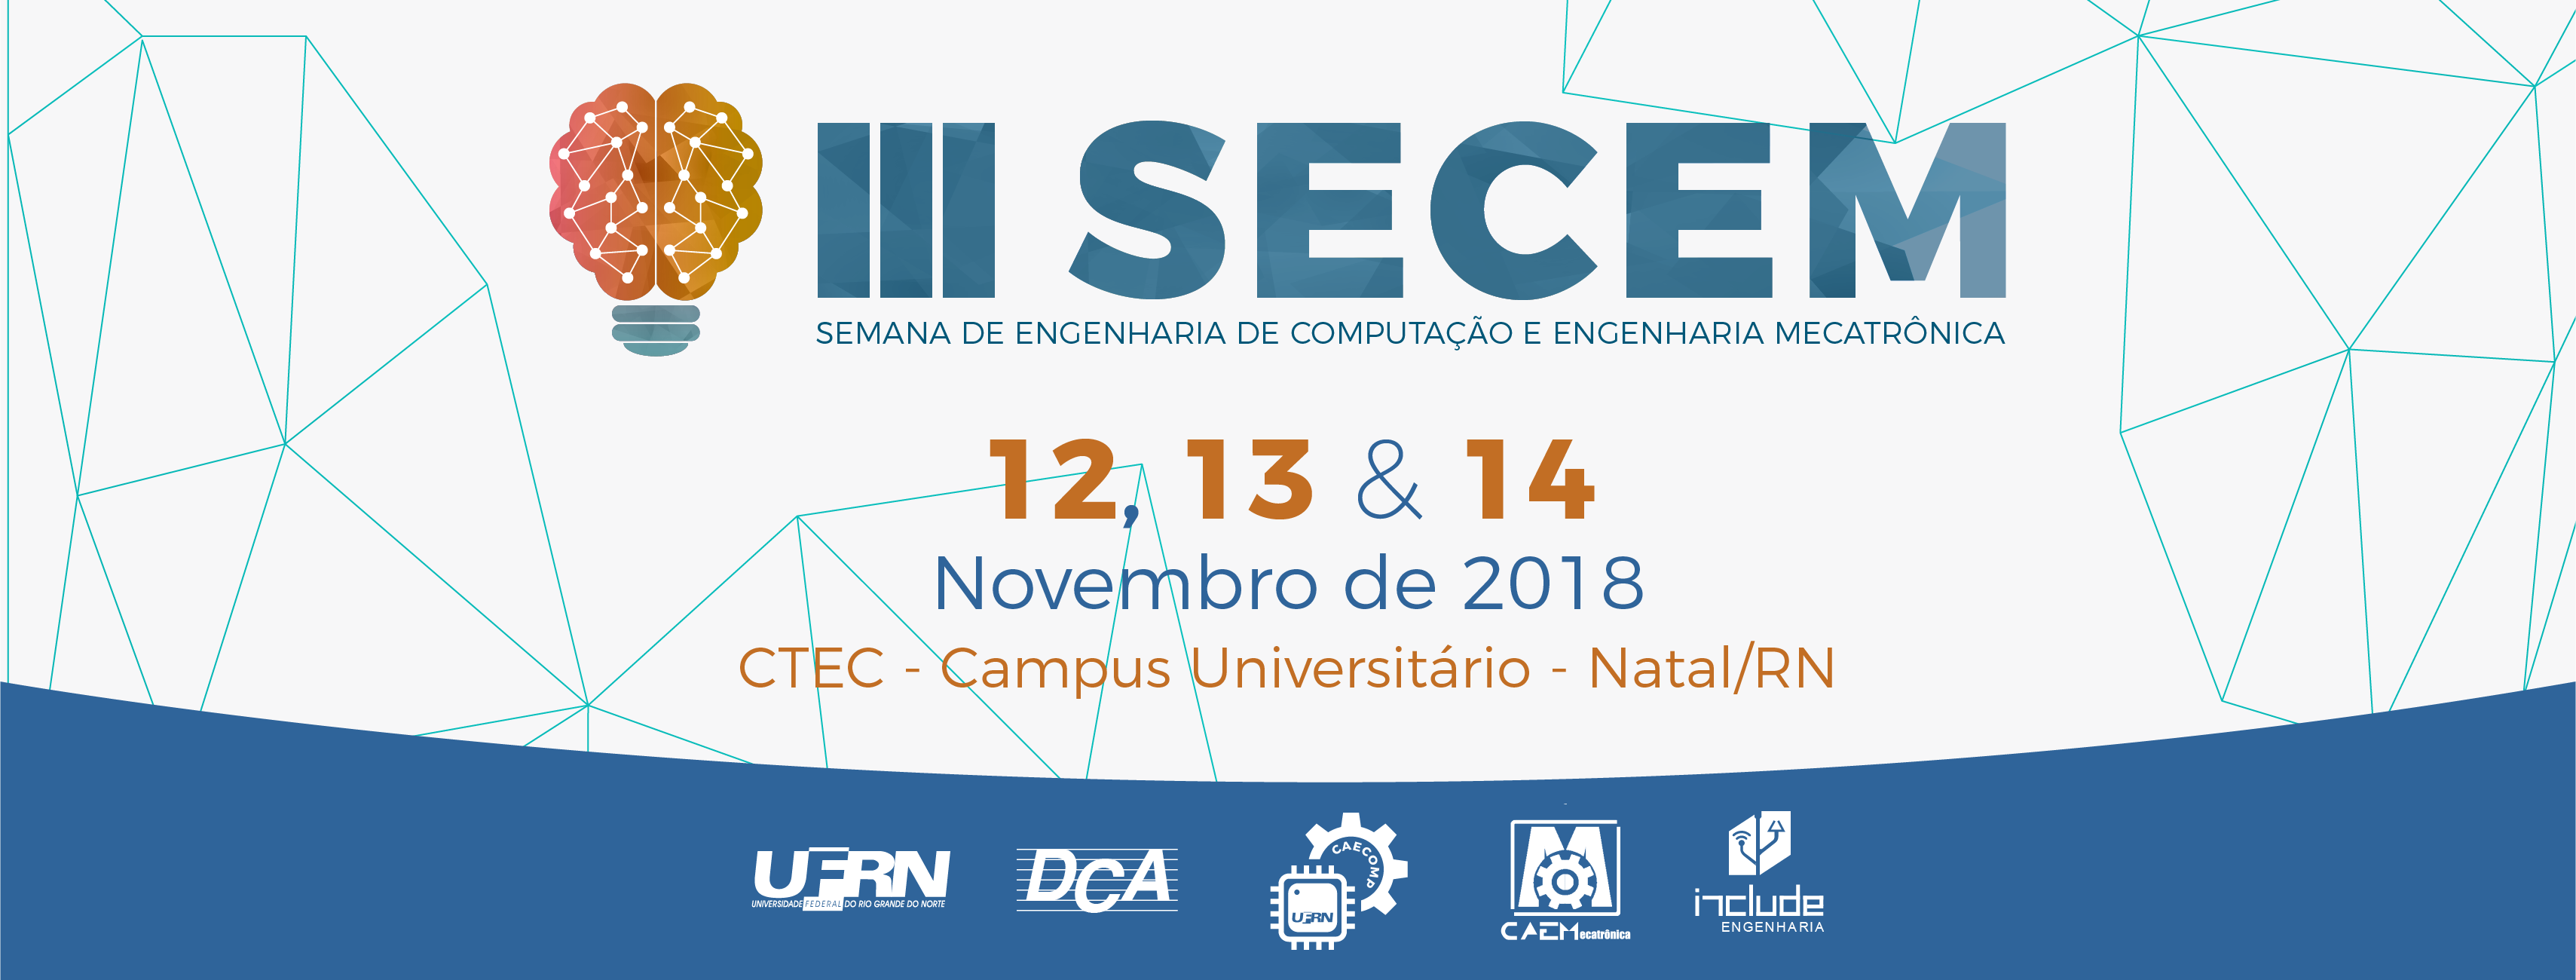 III SECEM
SEMANA DE ENGENHARIA DE COMPUTAÇÃO E ENGENHARIA MECATRÔNICA
12, 13 & 14
Novembro de 2018
CTEC - Campus Universitário - Natal/RN
UFRN
UNIVERSIDADE FEDERAL DO RIO GRANDE DO NORTE
DCA
CAECOMP
UFRN
M
CAEMecatrônica
include
ENGENHARIA